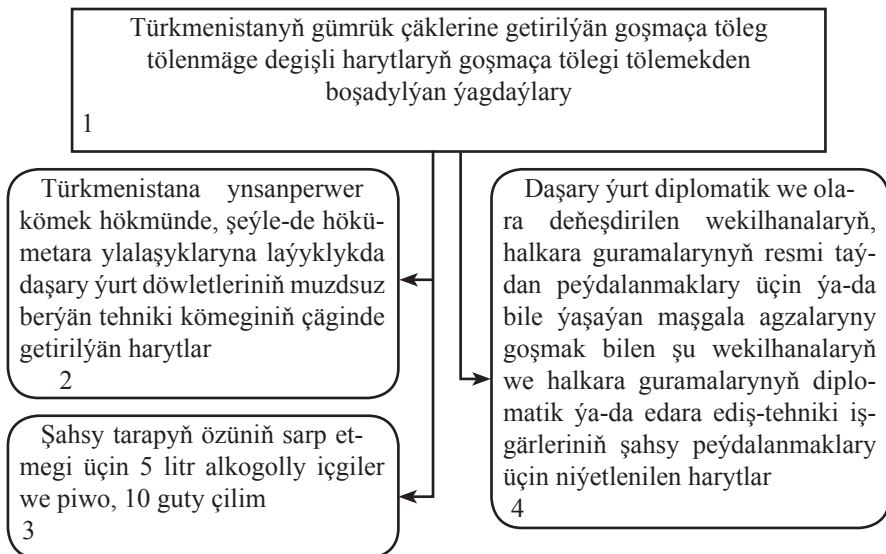 Türkmenistanyň gümrük çäklerine getirilýän goşmaça töleg
tölenmäge degişli harytlaryň goşmaça tölegi tölemekden
boşadylýan ýagdaýlary
1
Türkmenistana ynsanperwer
kömek hökmünde, şeýle-de hökü-
metara ylalaşyklaryna laýyklykda
daşary ýurt döwletleriniň muzdsuz
berýän tehniki kömeginiň çäginde
getirilýän harytlar
2
Şahsy tarapyň özüniň sarp et-
megi üçin 5 litr alkogolly içgiler
we piwo, 10 guty çilim
3
Daşary ýurt diplomatik we ola-
ra deňeşdirilen wekilhanalaryň,
halkara guramalarynyň resmi taý-
dan peýdalanmaklary üçin ýa-da
bile ýaşaýan maşgala agzalaryny
goşmak bilen şu wekilhanalaryň
we halkara guramalarynyň diplo-
matik ýa-da edara ediş-tehniki iş-
gärleriniň şahsy peýdalanmaklary
üçin niýetlenilen harytlar
4